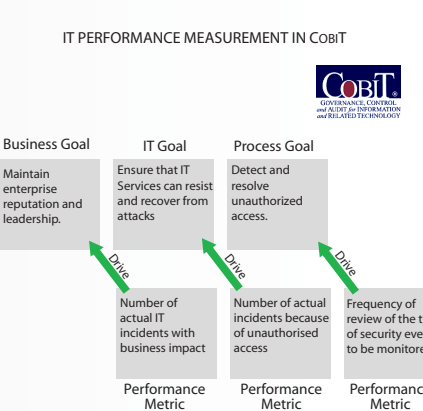 IT PERFORMANCE MEASUREMENT IN COBIT
COBIT®
GOVERNANCE, CONTROL
and AUDIT for INFORMATION
and RELATED TECHNOLOGY
Business Goal
IT Goal
Process Goal
Maintain
enterprise
reputation and
leadership.
Ensure that IT
Services can resist
and recover from
attacks
Detect and
resolve
unauthorized
access.
Drive
Drive
Drive
Number of
actual IT
incidents with
business impact
Number of actual
incidents because
of unauthorised
access
Frequency of
review of the t
of security eve
to be monitore
Performance
Metric
Performance
Metric
Performanc
Metric